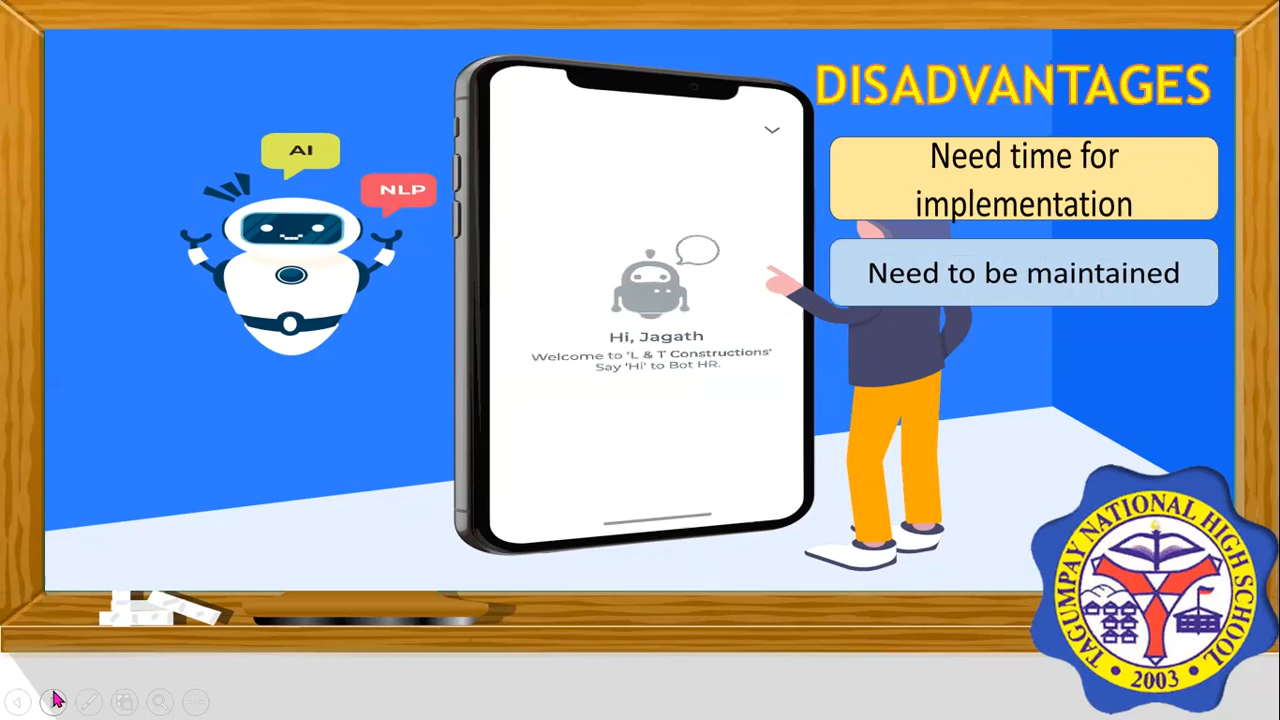 DISADVANTAGES
Need time for
implementation
Need to be maintained
AI
NLP
Hi, Jagath
Welcome to 'L & T Constructions'
Say 'Hi' to Bot HR.
TAGUMPAY NATIONAL HIGH SCHOOL
2003